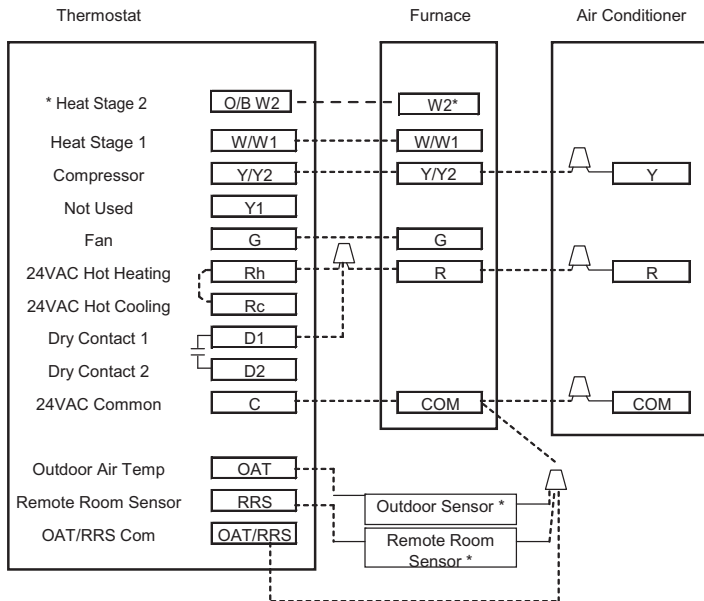 Thermostat Furnace Air Conditioner
* Heat Stage 2 O/B W2 W2*
Heat Stage 1 W/W1 W/W1
Compressor Y/Y2 Y/Y2 Y
Not Used Y1
Fan G G
24VAC Hot Heating Rh R R
24VAC Hot Cooling Rc
Dry Contact 1 D1
Dry Contact 2 D2
24VAC Common C COM COM
Outdoor Air Temp OAT
Remote Room Sensor RRS
OAT/RRS Com OAT/RRS
Outdoor Sensor *
Remote Room
Sensor *